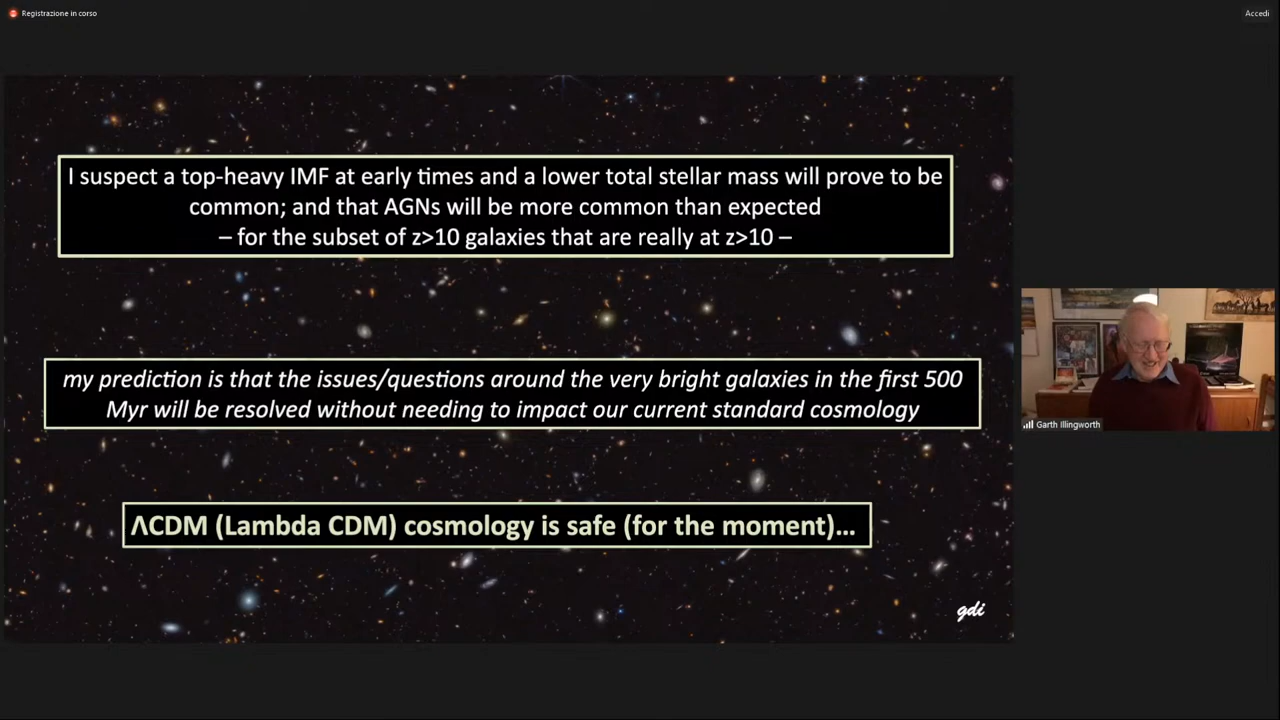 Registrazione in corso
Accedi
I suspect a top-heavy IMF at early times and a lower total stellar mass will prove to be
common; and that AGNs will be more common than expected
– for the subset of z>10 galaxies that are really at z>10 –
my prediction is that the issues/questions around the very bright galaxies in the first 500
Myr will be resolved without needing to impact our current standard cosmology
ΛCDM (Lambda CDM) cosmology is safe (for the moment)…
gdi
Garth Illingworth